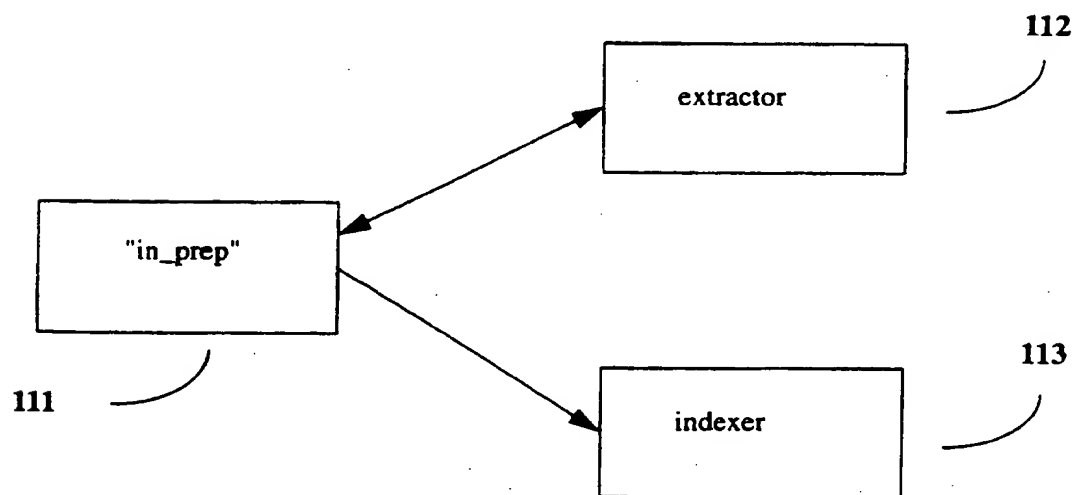 112
extractor
"in_prep"
111
113
indexer